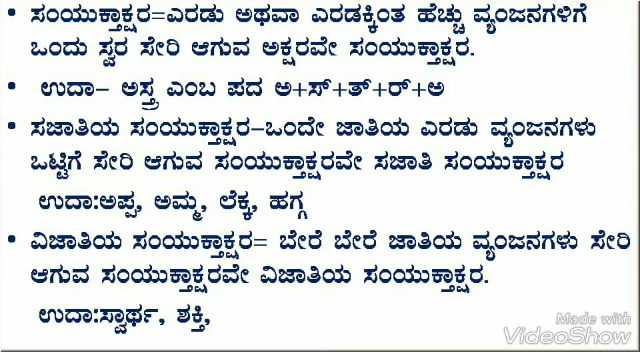 • ಸಂಯುಕ್ತಾಕ್ಷರ=ಎರಡು ಅಥವಾ ಎರಡಕ್ಕಿಂತ ಹೆಚ್ಚು ವ್ಯಂಜನಗಳಿಗೆ
ಒಂದು ಸ್ವರ ಸೇರಿ ಆಗುವ ಅಕ್ಷರವೇ ಸಂಯುಕ್ತಾಕ್ಷರ.
• ಉದಾ- ಅಸ್ತ್ರ ಎಂಬ ಪದ ಅ+ಸ್+ತ್+ರ್+ಅ
• ಸಜಾತಿಯ ಸಂಯುಕ್ತಾಕ್ಷರ-ಒಂದೇ ಜಾತಿಯ ಎರಡು ವ್ಯಂಜನಗಳು
ಒಟ್ಟಿಗೆ ಸೇರಿ ಆಗುವ ಸಂಯುಕ್ತಾಕ್ಷರವೇ ಸಜಾತಿ ಸಂಯುಕ್ತಾಕ್ಷರ
ಉದಾ:ಅಪ್ಪ, ಅಮ್ಮ, ಲೆಕ್ಕ, ಹಗ್ಗ
• ವಿಜಾತಿಯ ಸಂಯುಕ್ತಾಕ್ಷರ= ಬೇರೆ ಬೇರೆ ಜಾತಿಯ ವ್ಯಂಜನಗಳು ಸೇರಿ
ಆಗುವ ಸಂಯುಕ್ತಾಕ್ಷರವೇ ವಿಜಾತಿಯ ಸಂಯುಕ್ತಾಕ್ಷರ.
ಉದಾ:ಸ್ವಾರ್ಥ, ಶಕ್ತಿ,
Made with
VideoShow